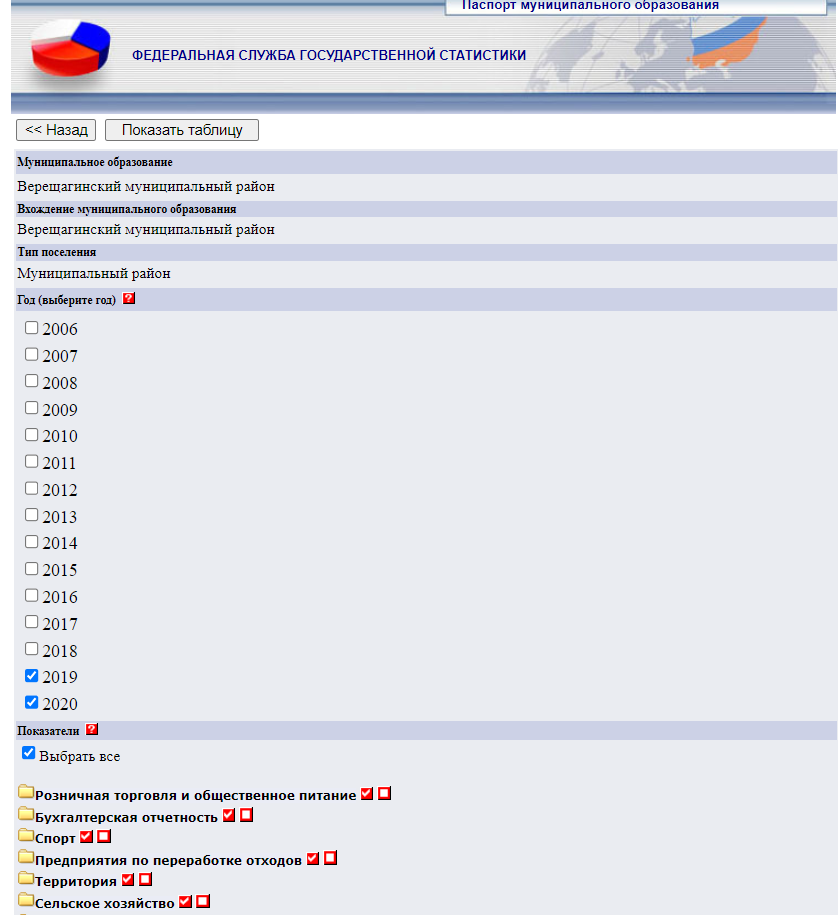 Паспорт муниципального образования
ФЕДЕРАЛЬНАЯ СЛУЖБА ГОСУДАРСТВЕННОЙ СТАТИСТИКИ
<< Назад
Показать таблицу
Муниципальное образование
Верещагинский муниципальный район
Вхождение муниципального образования
Верещагинский муниципальный район
Тип поселения
Муниципальный район
Год (выберите год) ?
2006
2007
2008
2009
2010
2011
2012
2013
2014
2015
2016
2017
2018
2019
2020
Показатели ?
Выбрать все
Розничная торговля и общественное питание
Бухгалтерская отчетность
Спорт
Предприятия по переработке отходов
Территория
Сельское хозяйство